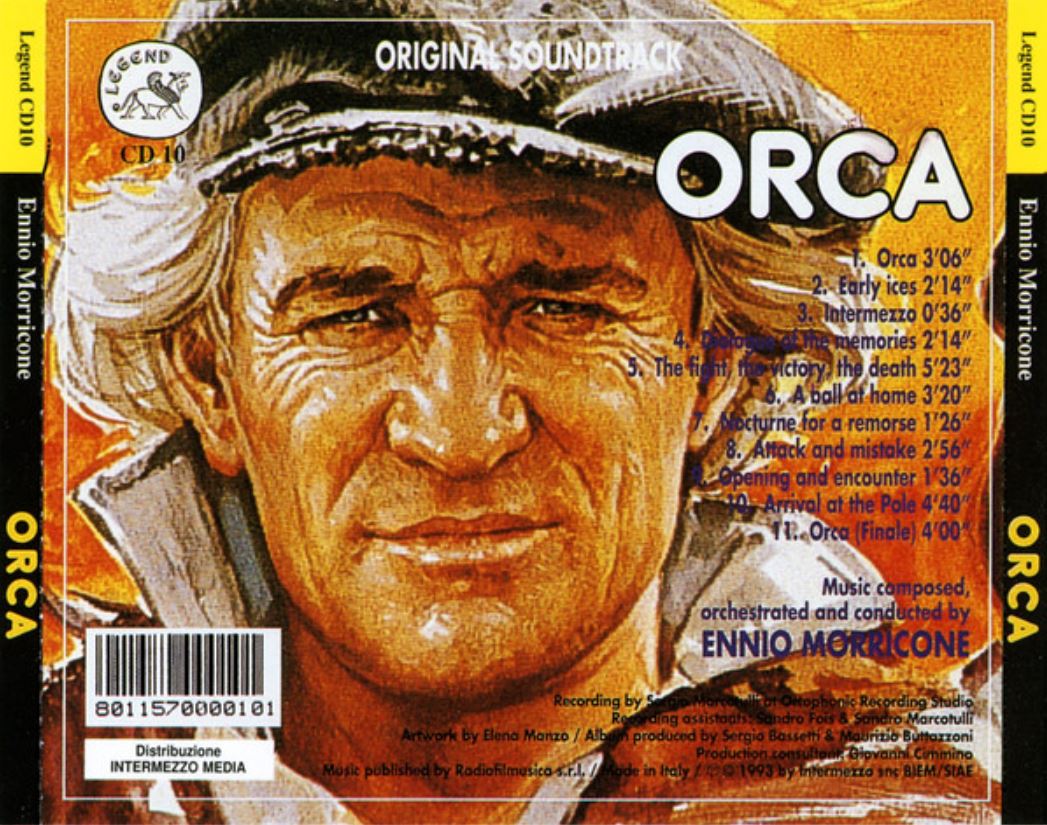 Legend CD10
Ennio Morricone
ORCA
LEGEND
CD 10
ORIGINAL SOUNDTRACK
ORCA
1. Orca 3'06"
2. Early ices 2'14"
3. Intermezzo 0'36"
4. Dialogue of the memories 2'14"
5. The fight, the victory, the death 5'23"
6. A ball at home 3'20"
7. Nocturne for a remorse 1'26"
8. Attack and mistake 2'56"
9. Opening and encounter 1'36"
10. Arrival at the Pole 4'40"
11. Orca (Finale) 4'00"
Music composed,
orchestrated and conducted by
ENNIO MORRICONE
Recording by Sergio Marcotulli at Ortophonic Recording Studio
Recording assistants: Sandro Fois & Sandro Marcotulli
Artwork by Elena Manzo / Album produced by Sergio Bassetti & Maurizio Buttazzoni
Production consultant: Giovanni Cimmino
Music published by Radiofilmusica s.r.l. / Made in Italy / ℗ © 1993 by Intermezzo snc BIEM/SIAE
8011570000101
Distribuzione
INTERMEZZO MEDIA
Legend CD10
Ennio Morricone
ORCA